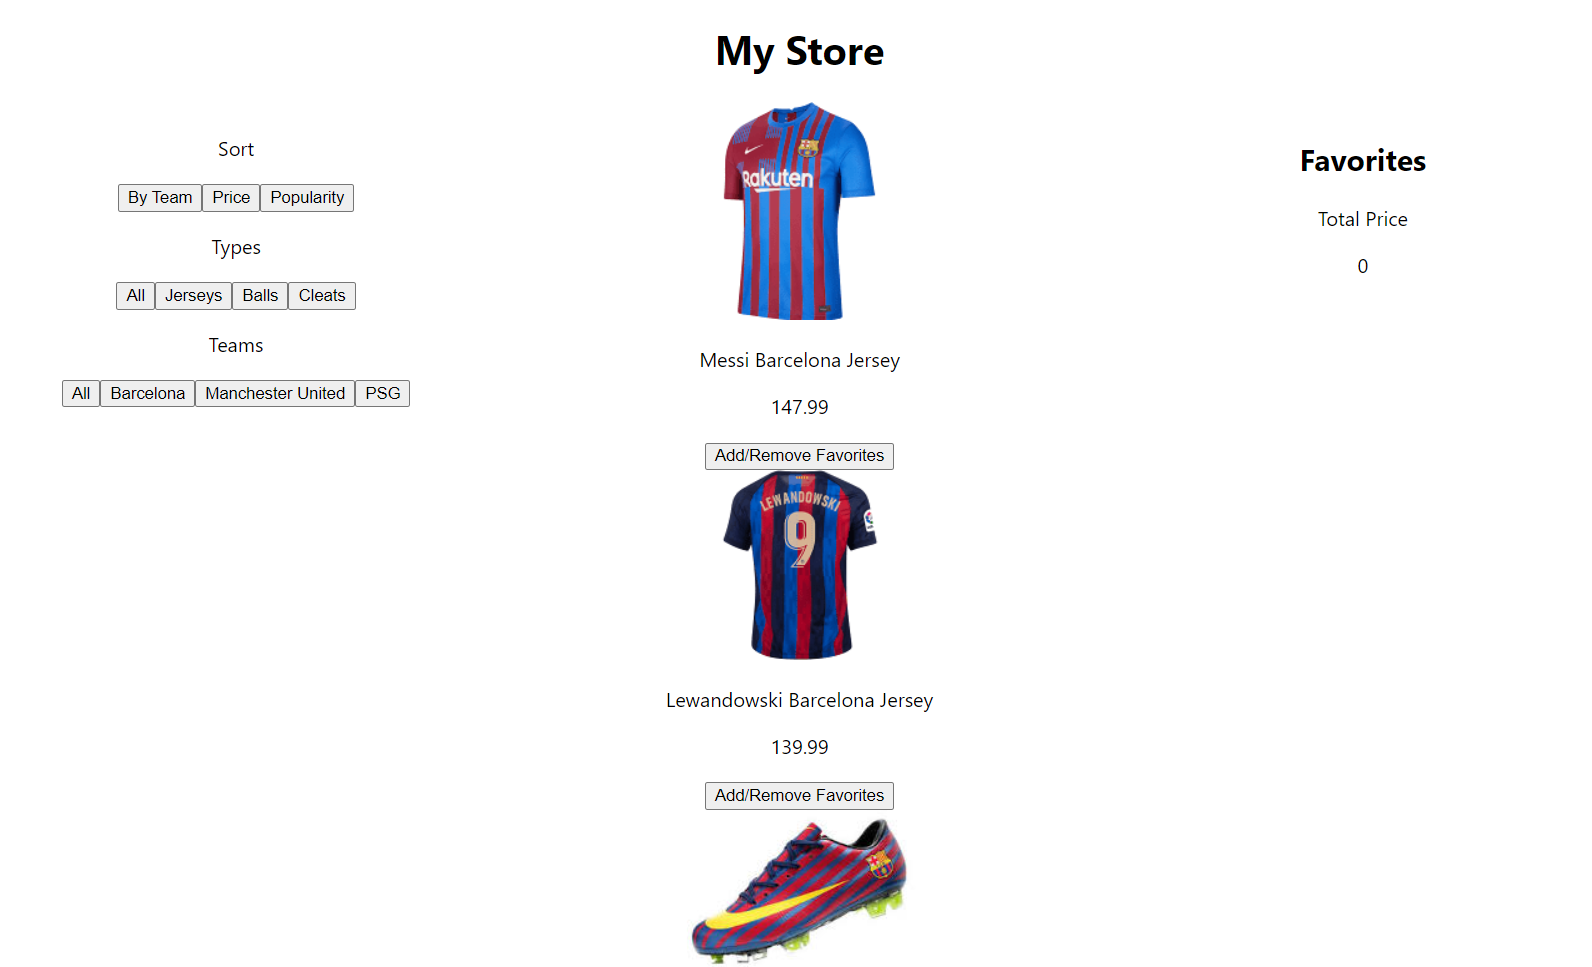 My Store
Sort
By Team Price Popularity
Types
All Jerseys Balls Cleats
Teams
All Barcelona Manchester United PSG
Rakuten
Messi Barcelona Jersey
147.99
Add/Remove Favorites
LEWANDOWSKI
9
Lewandowski Barcelona Jersey
139.99
Add/Remove Favorites
Favorites
Total Price
0